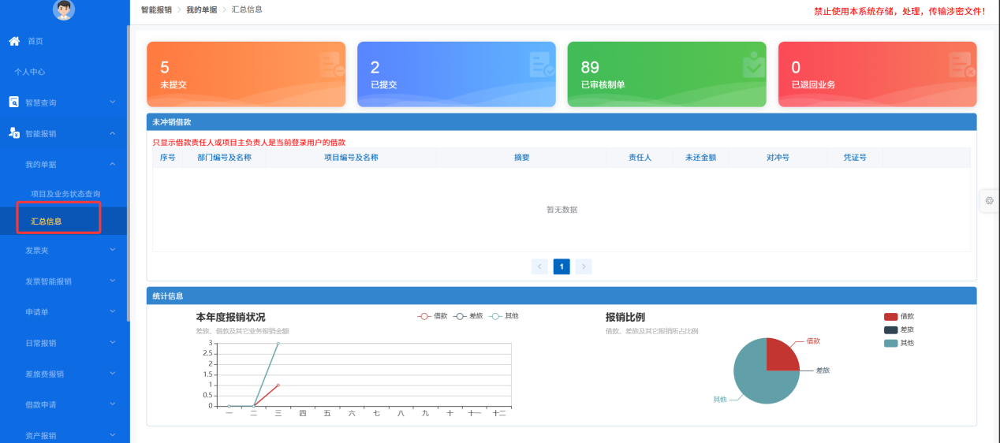 智能报销 > 我的单据 > 汇总信息
禁止使用本系统存储，处理，传输涉密文件！
首页
个人中心
智慧查询
智能报销
我的单据
项目及业务状态查询
汇总信息
发票夹
发票智能报销
申请单
日常报销
差旅费报销
借款申请
资产报销
5
未提交
2
已提交
89
已审核制单
0
已退回业务
未冲销借款
只显示借款责任人或项目主负责人是当前登录用户的借款
序号 部门编号及名称 项目编号及名称 摘要 责任人 未还金额 对冲号 凭证号
暂无数据
< 1 >
统计信息
本年度报销状况
差旅、借款及其它业务报销金额
借款 差旅 其他
3
2.5
2
1.5
1
0.5
0
一 二 三 四 五 六 七 八 九 十 十一 十二
报销比例
借款、差旅及其它报销所占比例
借款
差旅
其他
借款
差旅
其他